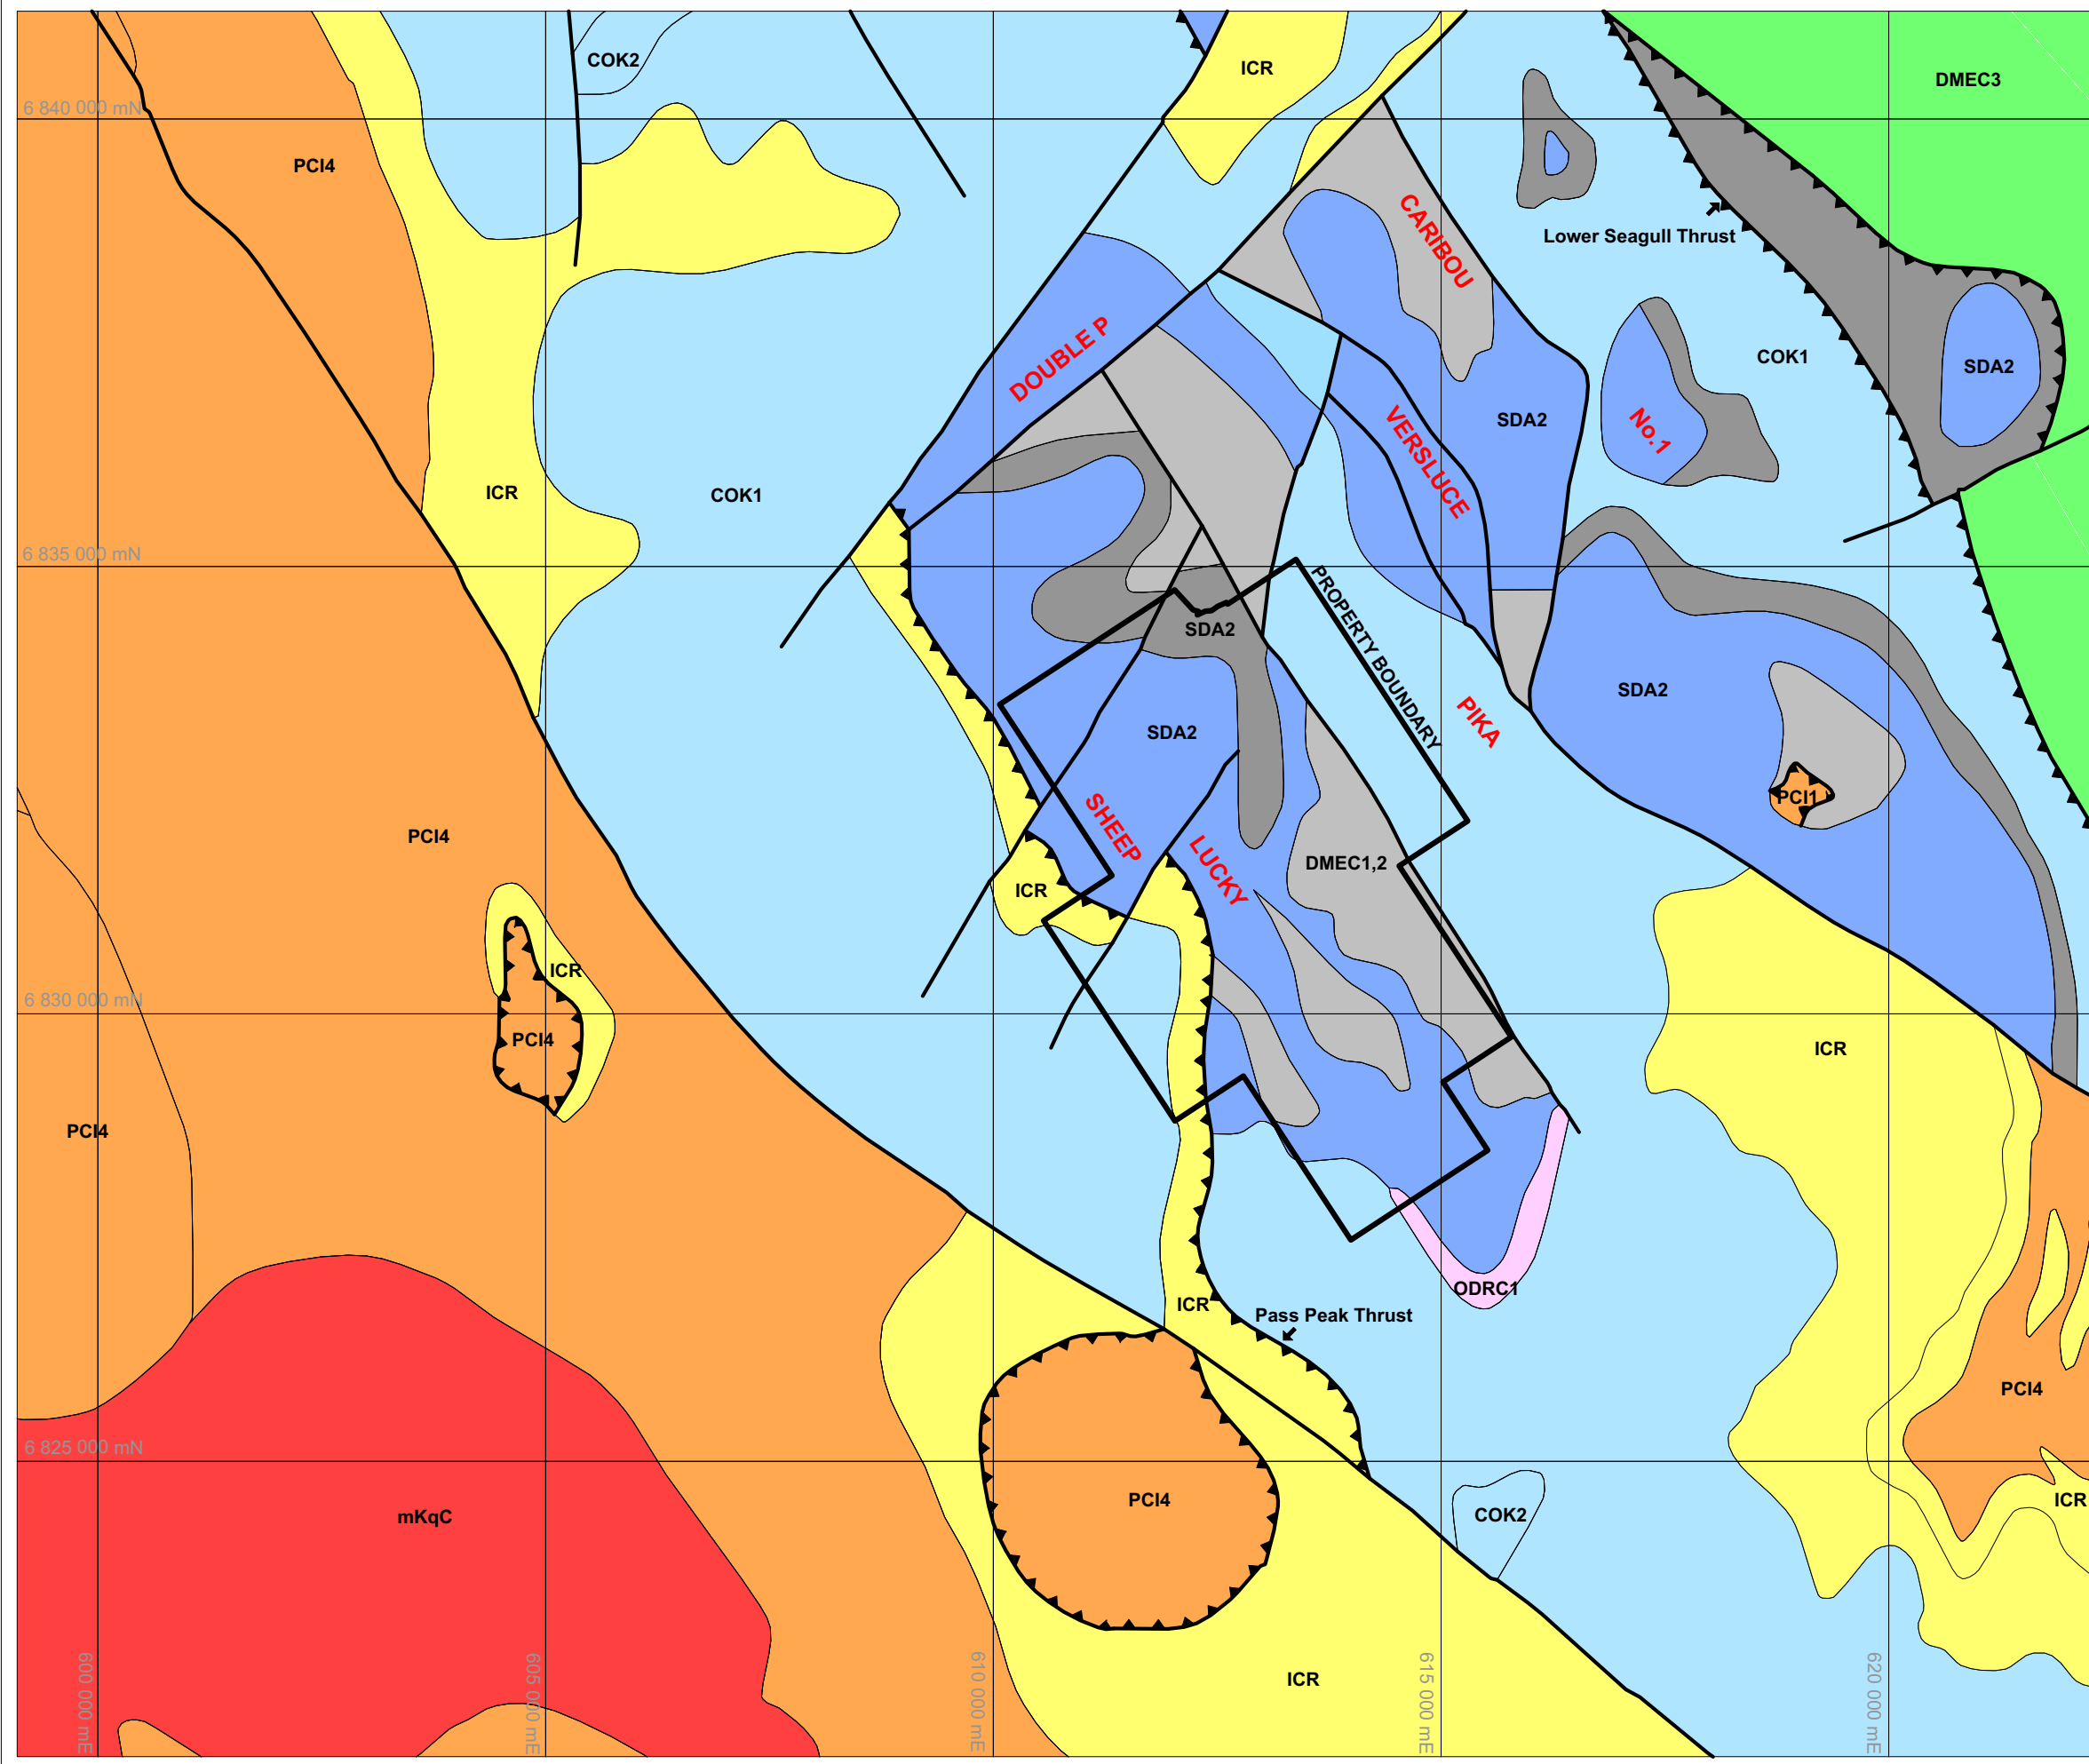 COK2
ICR
DMEC3
6 840 000 mN
PCI4
CARIBOU
Lower Seagull Thrust
DOUBLE P
COK1
SDA2
SDA2
VERSLUCE
No.1
ICR
COK1
6 835 000 mN
PROPERTY BOUNDARY
SDA2
SDA2
PIKA
SDA2
PCI1
SHEEP
PCI4
LUCKY
DMEC1,2
ICR
ICR
6 830 000 mN
PCI4
ICR
PCI4
ODRC1
ICR
Pass Peak Thrust
PCI4
6 825 000 mN
PCI4
ICR
mKqC
COK2
ICR
600 000 mE
605 000 mE
610 000 mE
615 000 mE
620 000 mE